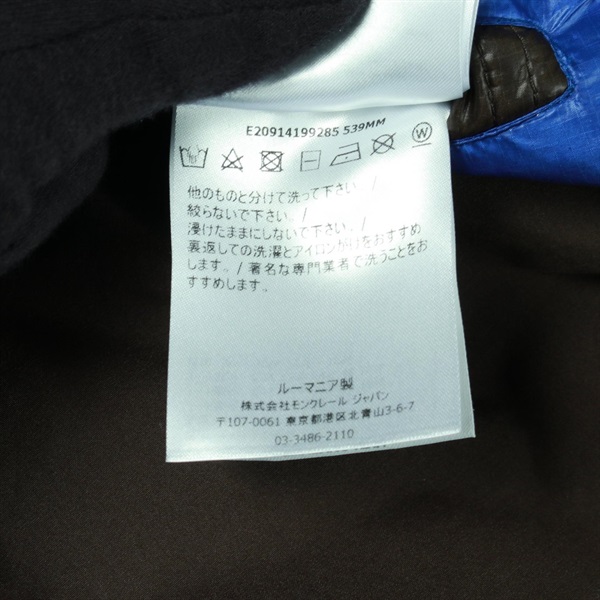 E20914199285 539MM
W
他のものと分けて洗って下さい。/
絞らないで下さい。/
浸けたままにしないで下さい。/
裏返しての洗濯とアイロンがけをおすすめ
します。/ 著名な専門業者で洗うことをお
すすめします。
ルーマニア製
株式会社モンクレール ジャパン
〒107-0061 東京都港区北青山3-6-7
03-3486-2110